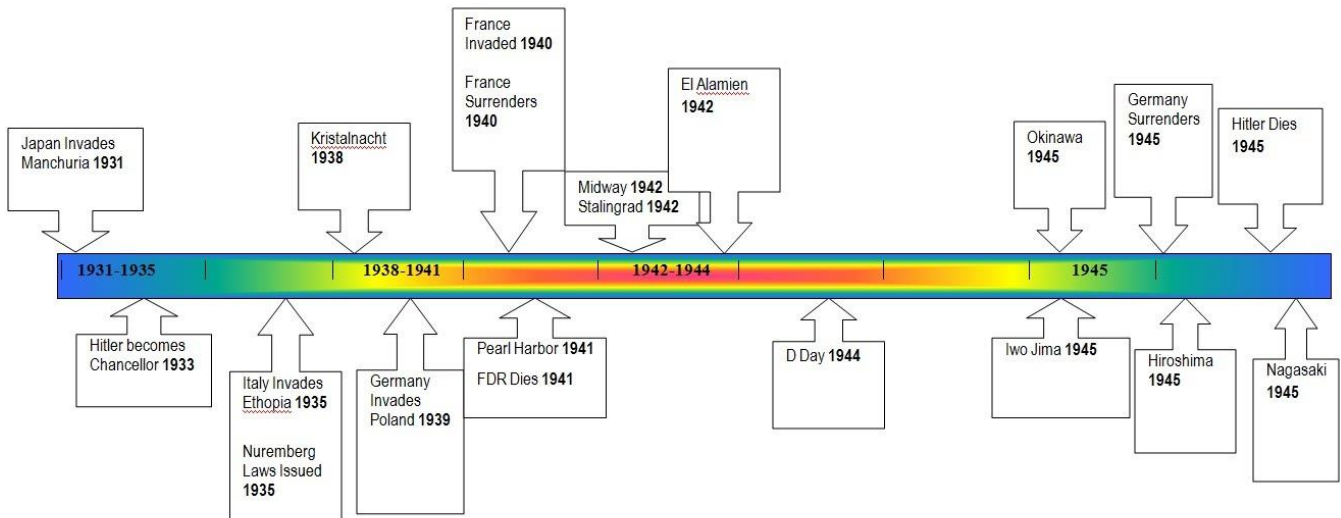 France
Invaded 1940
France
Surrenders
1940
El Alamien
1942
Germany
Surrenders
1945
Hitler Dies
1945
Japan Invades
Manchuria 1931
Kristalnacht
1938
Okinawa
1945
Midway 1942
Stalingrad 1942
1931-1935
1938-1941
1942-1944
1945
Hitler becomes
Chancellor 1933
Italy Invades
Ethopia 1935
Nuremberg
Laws Issued
1935
Germany
Invades
Poland 1939
Pearl Harbor 1941
FDR Dies 1941
D Day 1944
Iwo Jima 1945
Hiroshima
1945
Nagasaki
1945